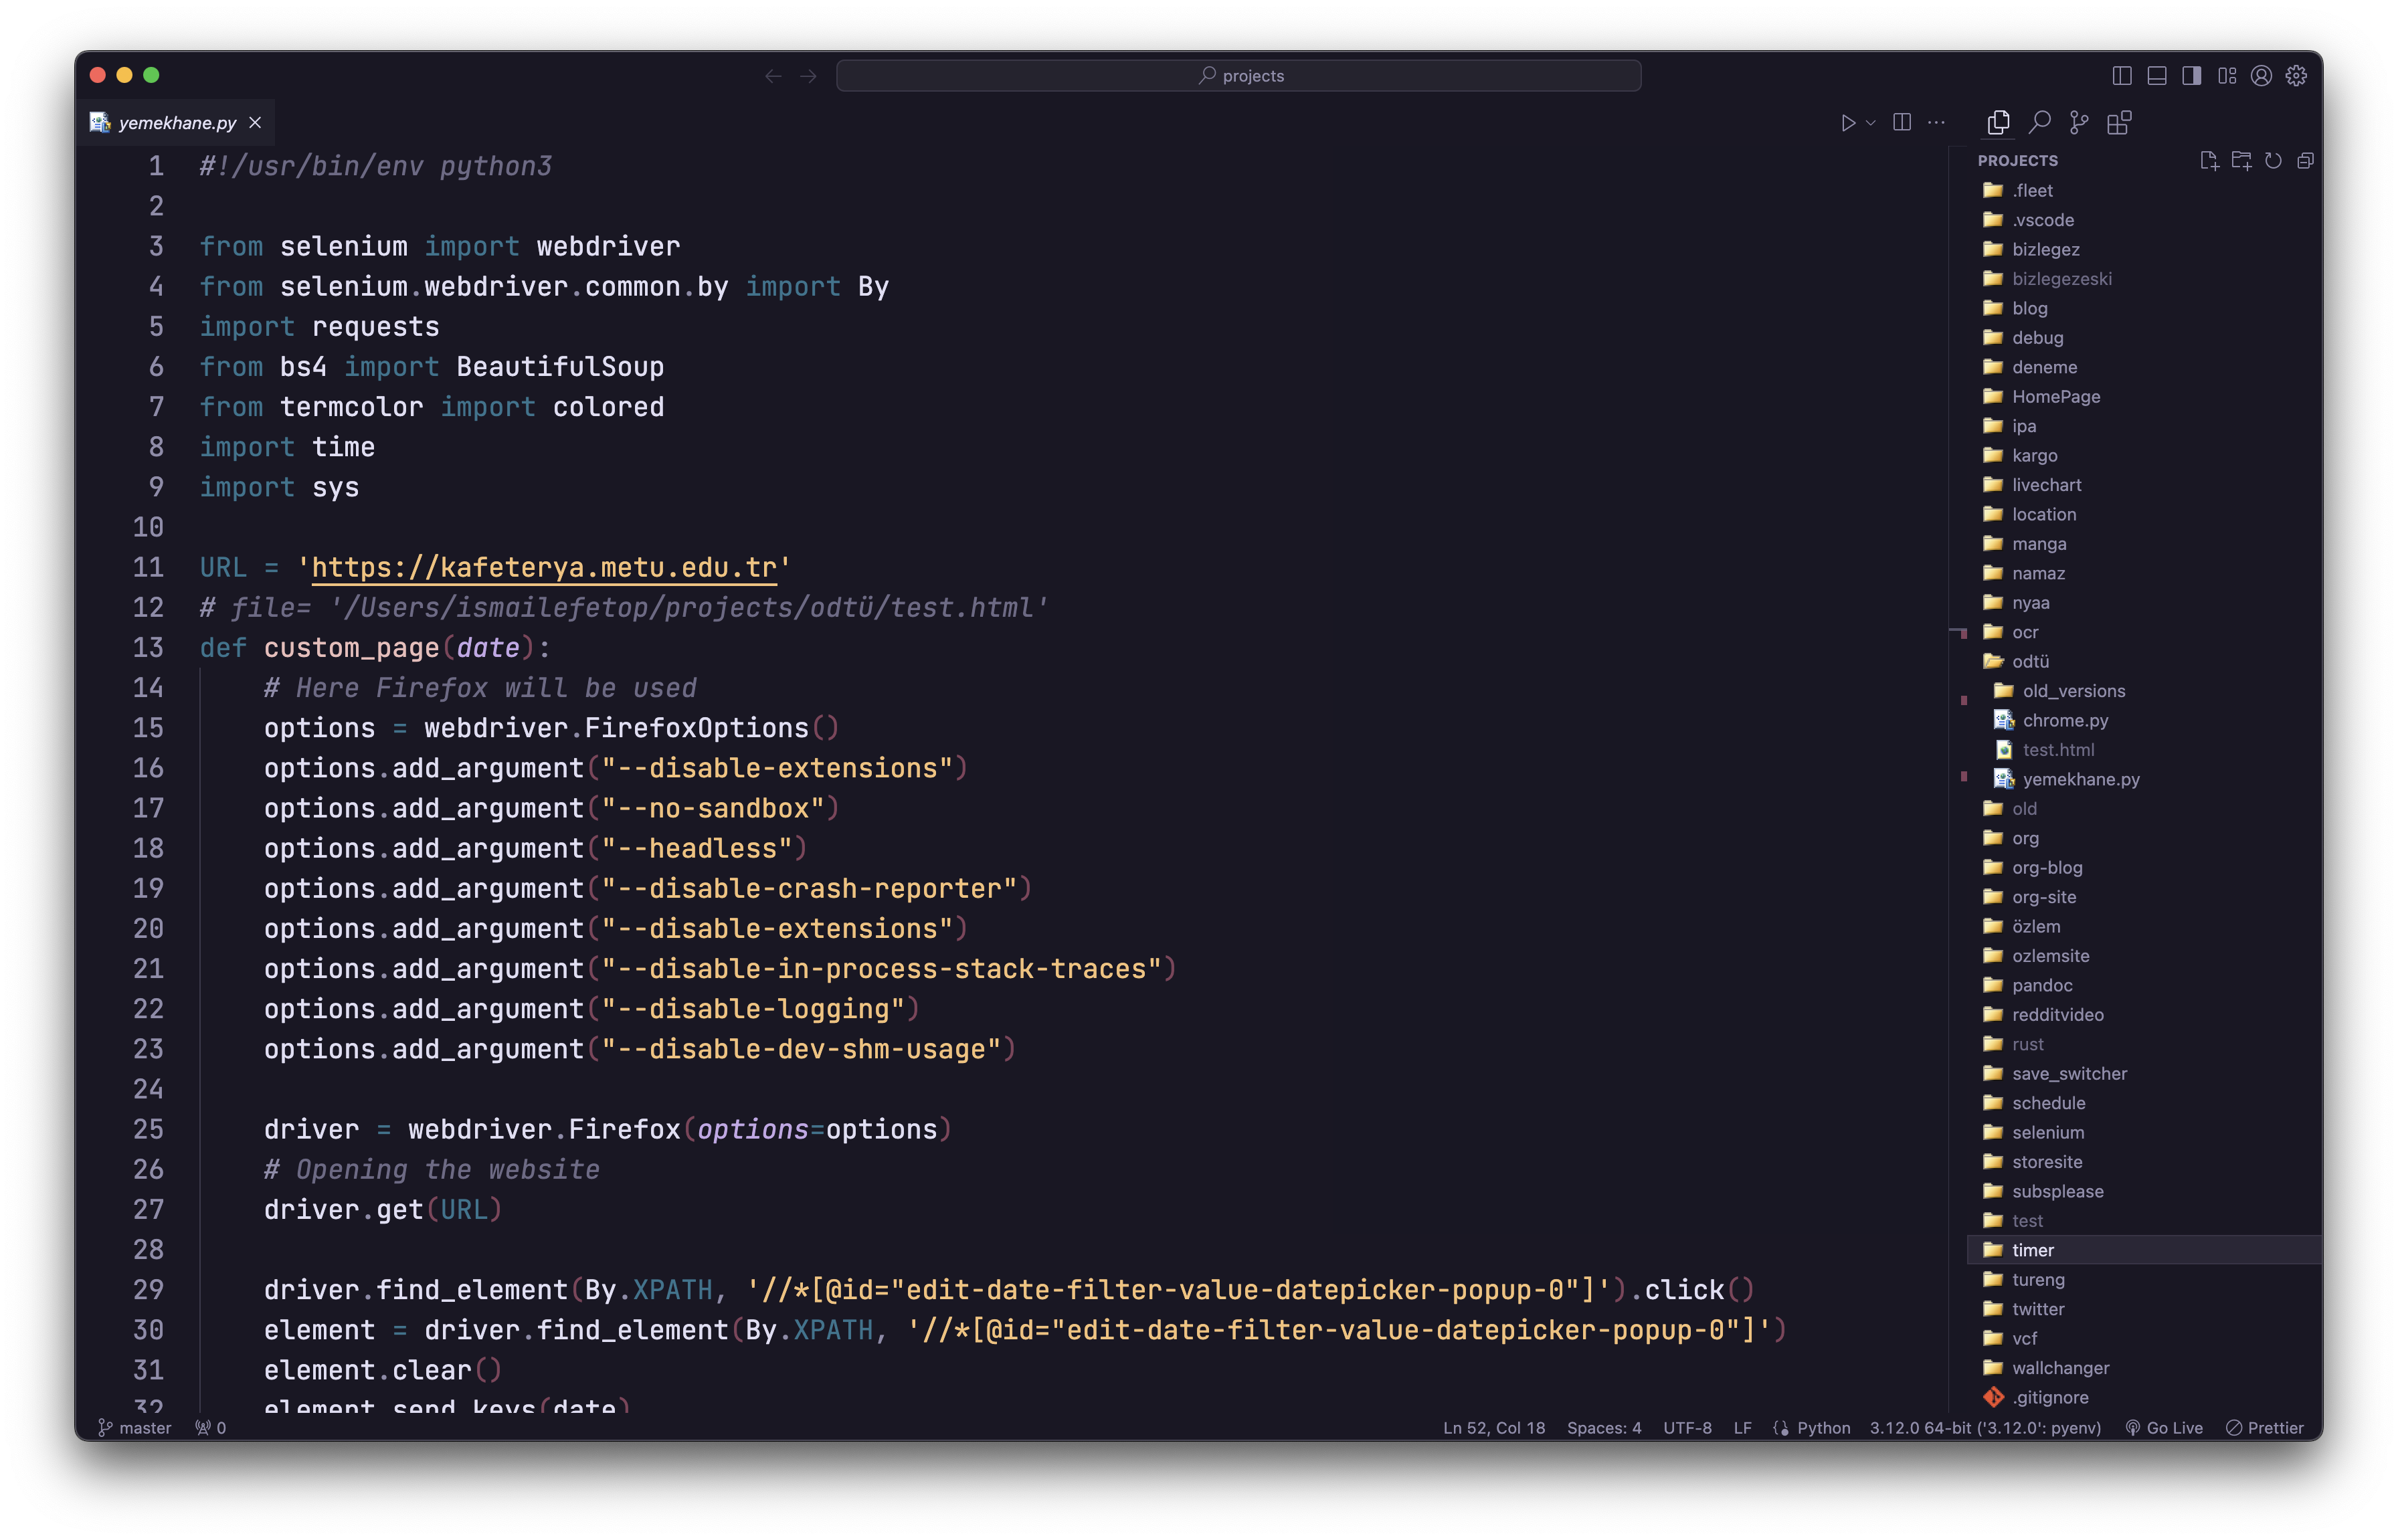 projects
yemekhane.py
1 #!/usr/bin/env python3
2
3 from selenium import webdriver
4 from selenium.webdriver.common.by import By
5 import requests
6 from bs4 import BeautifulSoup
7 from termcolor import colored
8 import time
9 import sys
10
11 URL = 'https://kafeterya.metu.edu.tr'
12 # file= '/Users/ismailefetop/projects/odtü/test.html'
13 def custom_page(date):
14     # Here Firefox will be used
15     options = webdriver.FirefoxOptions()
16     options.add_argument("--disable-extensions")
17     options.add_argument("--no-sandbox")
18     options.add_argument("--headless")
19     options.add_argument("--disable-crash-reporter")
20     options.add_argument("--disable-extensions")
21     options.add_argument("--disable-in-process-stack-traces")
22     options.add_argument("--disable-logging")
23     options.add_argument("--disable-dev-shm-usage")
24
25     driver = webdriver.Firefox(options=options)
26     # Opening the website
27     driver.get(URL)
28
29     driver.find_element(By.XPATH, '//*[@id="edit-date-filter-value-datepicker-popup-0"]').click()
30     element = driver.find_element(By.XPATH, '//*[@id="edit-date-filter-value-datepicker-popup-0"]')
31     element.clear()
32     element.send_keys(date)
PROJECTS
.fleet
.vscode
bizlegez
bizlegezeski
blog
debug
deneme
HomePage
ipa
kargo
livechart
location
manga
namaz
nyaa
ocr
odtü
old_versions
chrome.py
test.html
yemekhane.py
old
org
org-blog
org-site
özlem
ozlemsite
pandoc
redditvideo
rust
save_switcher
schedule
selenium
storesite
subsplease
test
timer
tureng
twitter
vcf
wallchanger
.gitignore
master 0 Ln 52, Col 18 Spaces: 4 UTF-8 LF Python 3.12.0 64-bit ('3.12.0': pyenv) Go Live Prettier